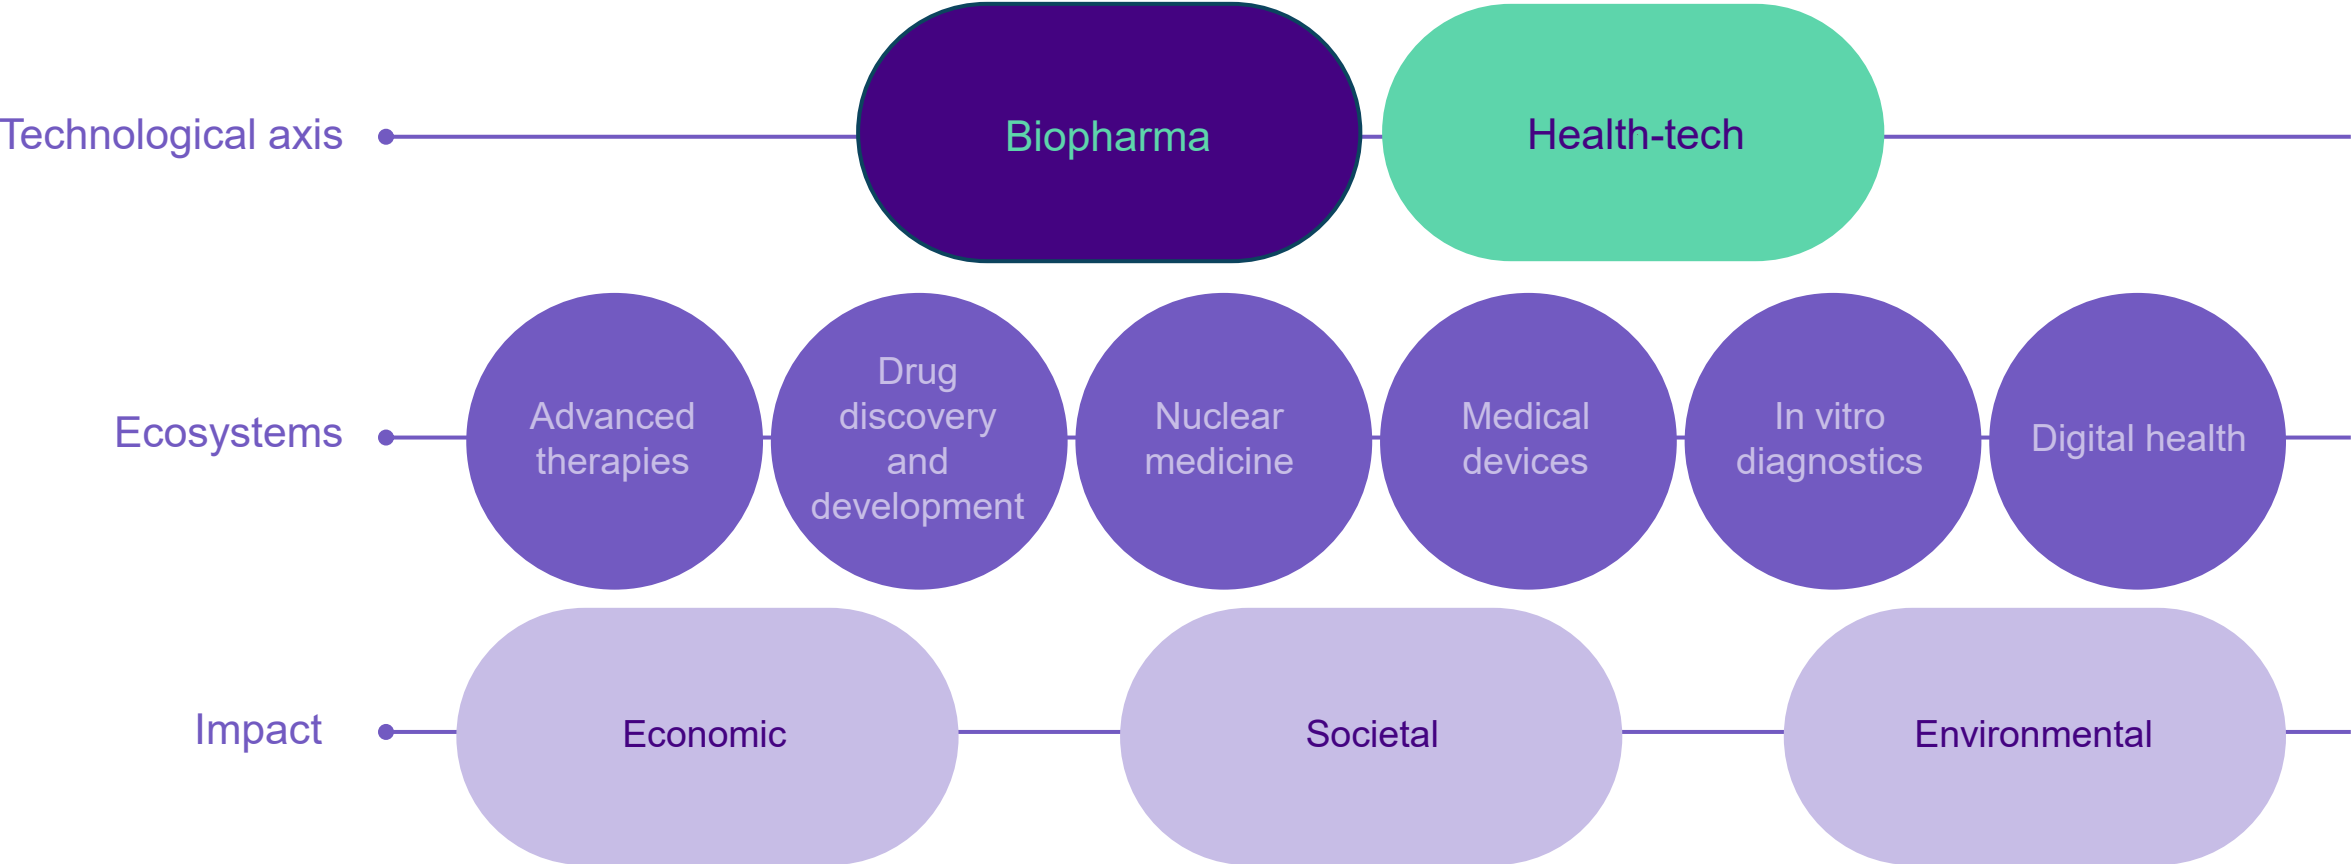 Technological axis
Biopharma
Health-tech
Ecosystems
Advanced
therapies
Drug
discovery
and
development
Nuclear
medicine
Medical
devices
In vitro
diagnostics
Digital health
Impact
Economic
Societal
Environmental